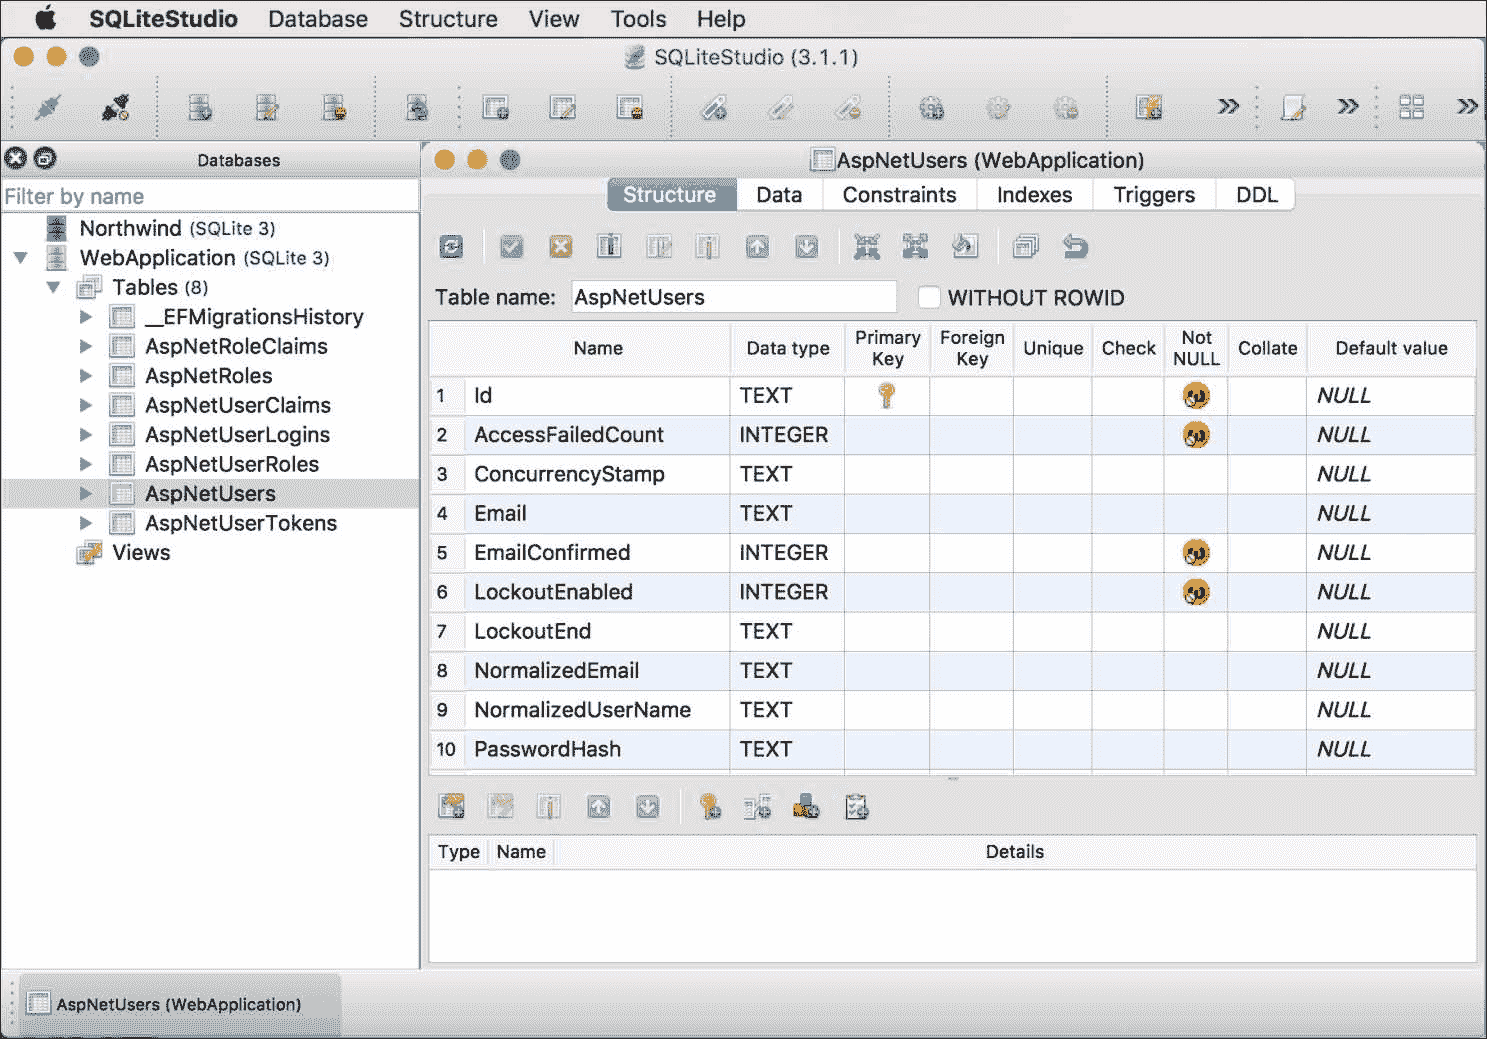 SQLiteStudio Database Structure View Tools Help
SQLiteStudio (3.1.1)
Databases
Filter by name
Northwind (SQLite 3)
WebApplication (SQLite 3)
Tables (8)
__EFMigrationsHistory
AspNetRoleClaims
AspNetRoles
AspNetUserClaims
AspNetUserLogins
AspNetUserRoles
AspNetUsers
AspNetUserTokens
Views
AspNetUsers (WebApplication)
Structure Data Constraints Indexes Triggers DDL
Table name: AspNetUsers WITHOUT ROWID
Name Data type Primary Key Foreign Key Unique Check Not NULL Collate Default value
1 Id TEXT NULL
2 AccessFailedCount INTEGER NULL
3 ConcurrencyStamp TEXT NULL
4 Email TEXT NULL
5 EmailConfirmed INTEGER NULL
6 LockoutEnabled INTEGER NULL
7 LockoutEnd TEXT NULL
8 NormalizedEmail TEXT NULL
9 NormalizedUserName TEXT NULL
10 PasswordHash TEXT NULL
Type Name Details
AspNetUsers (WebApplication)